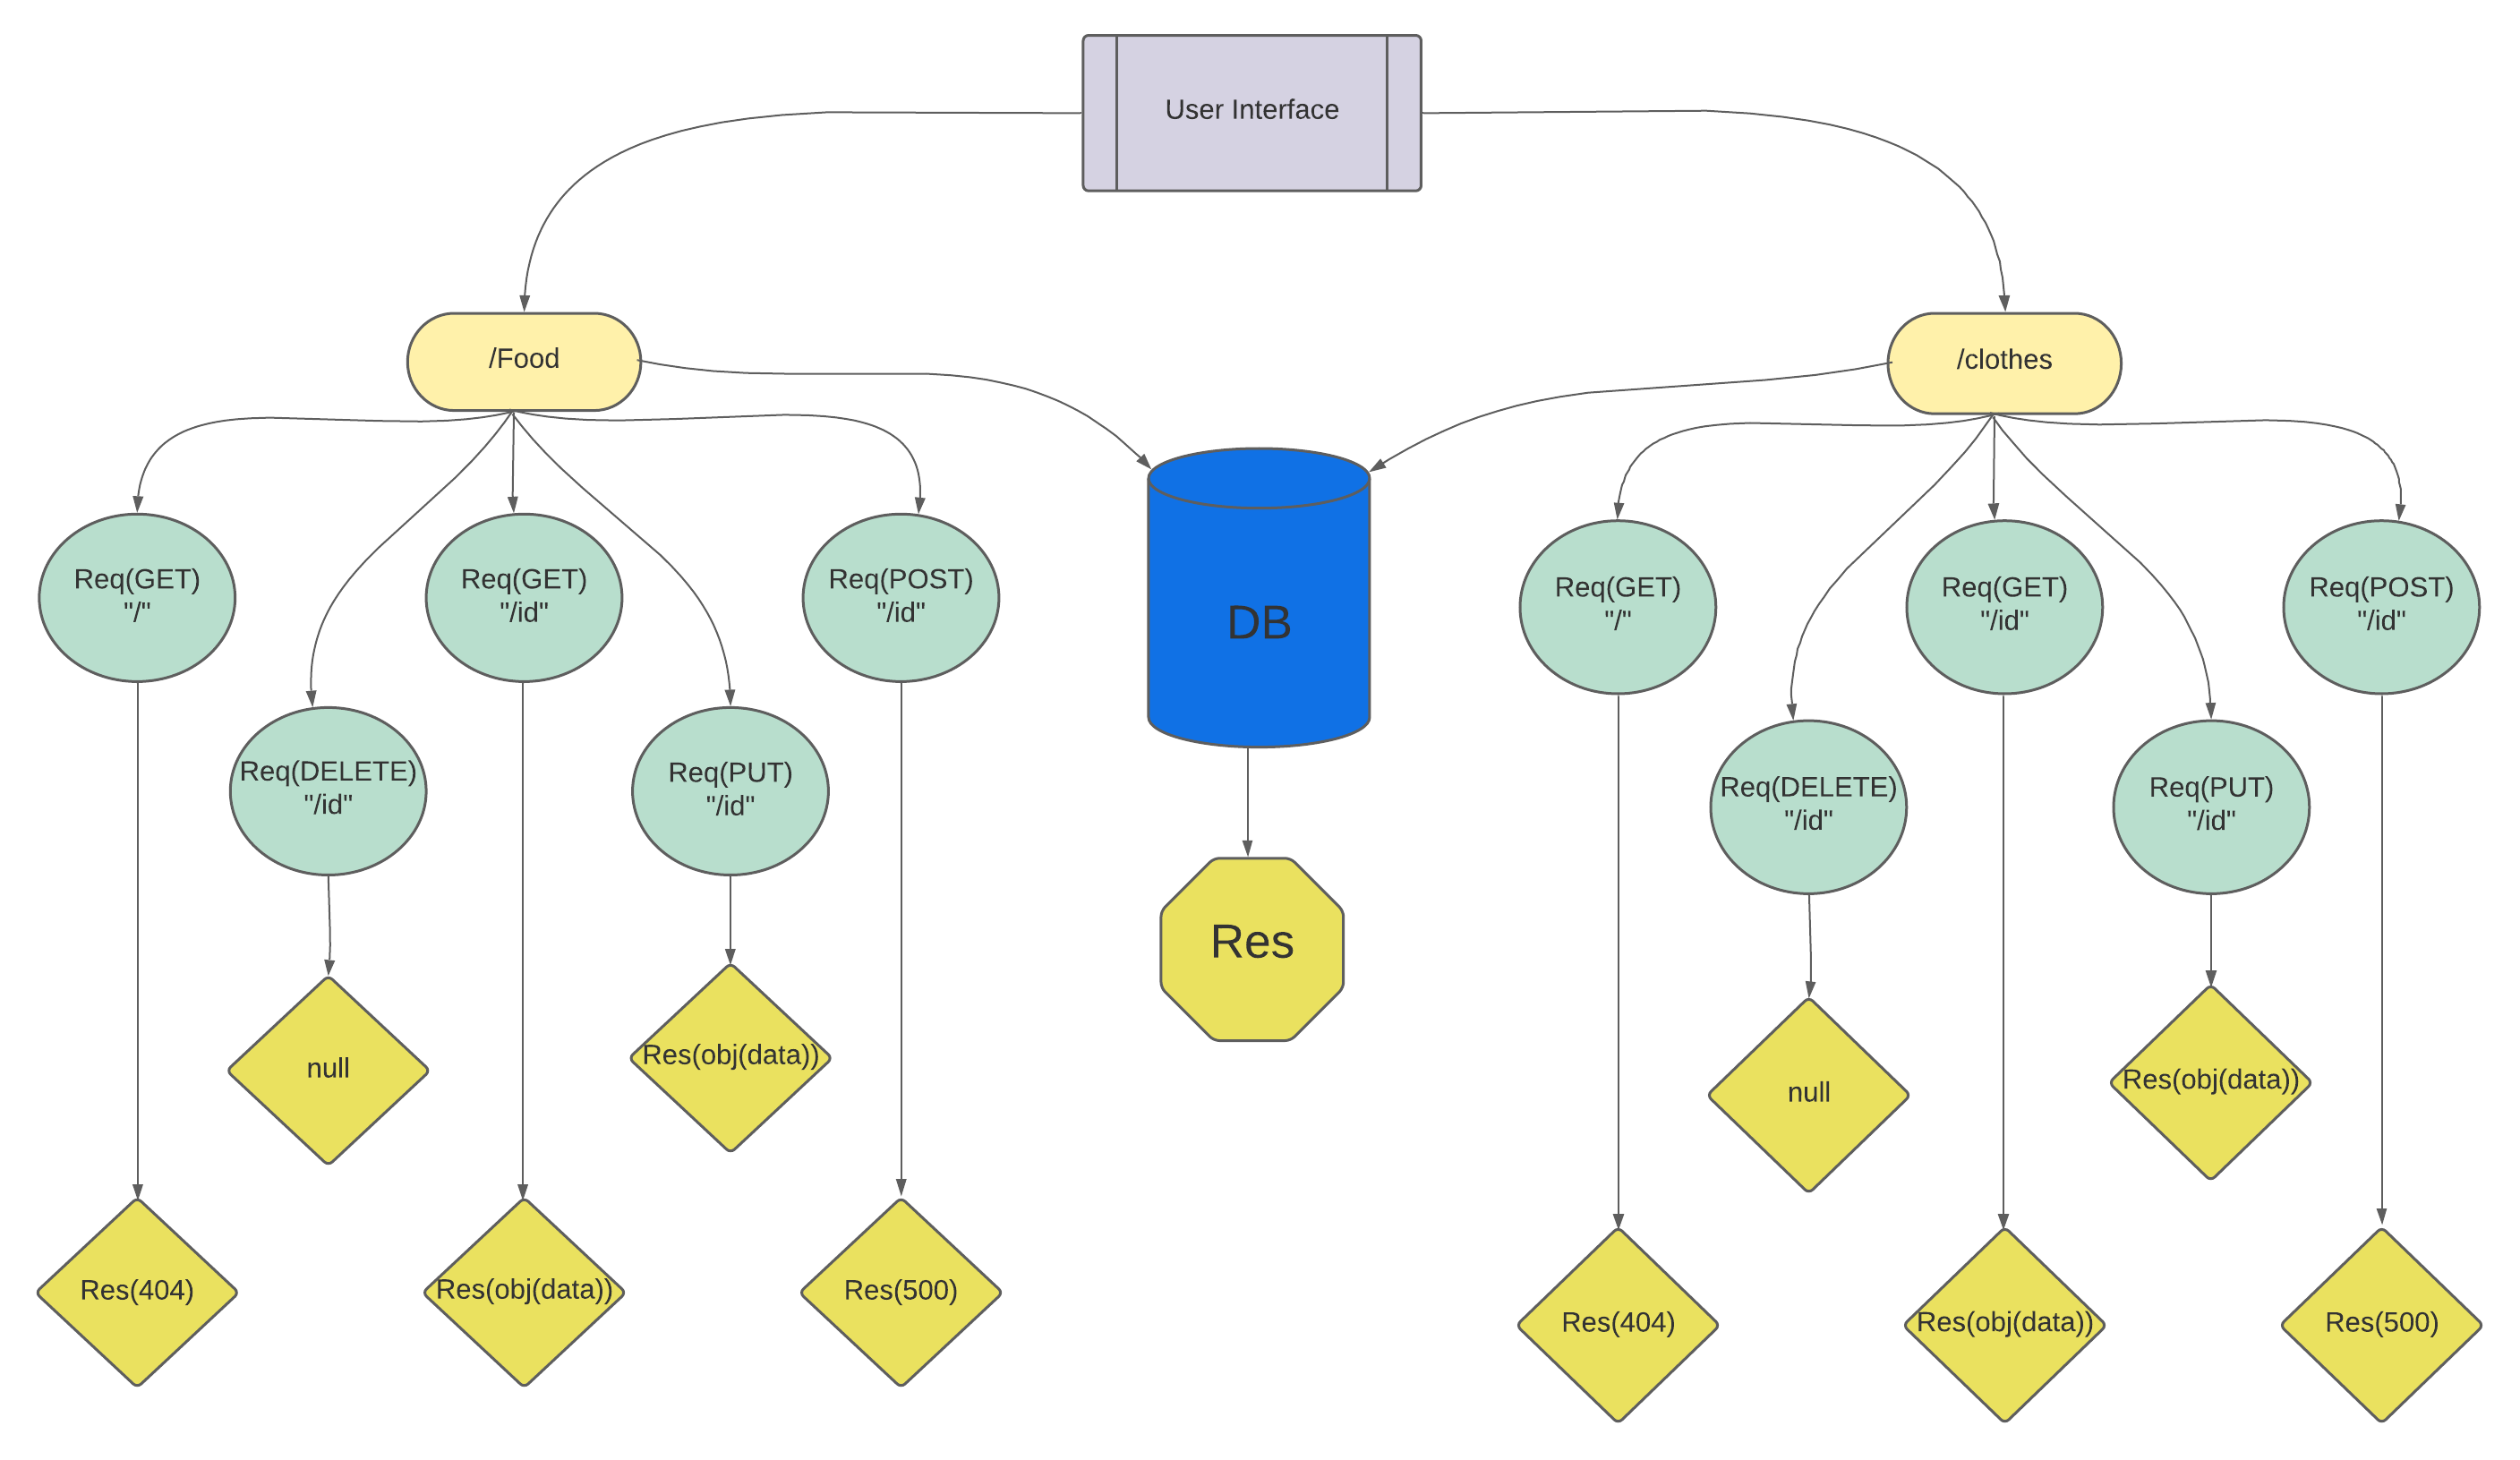 User Interface
/Food
/clothes
Req(GET)
"/"
Req(GET)
"/id"
Req(POST)
"/id"
DB
Req(GET)
"/"
Req(GET)
"/id"
Req(POST)
"/id"
Req(DELETE)
"/id"
Req(PUT)
"/id"
Req(DELETE)
"/id"
Req(PUT)
"/id"
Res
null
Res(obj(data))
null
Res(obj(data))
Res(404)
Res(obj(data))
Res(500)
Res(404)
Res(obj(data))
Res(500)